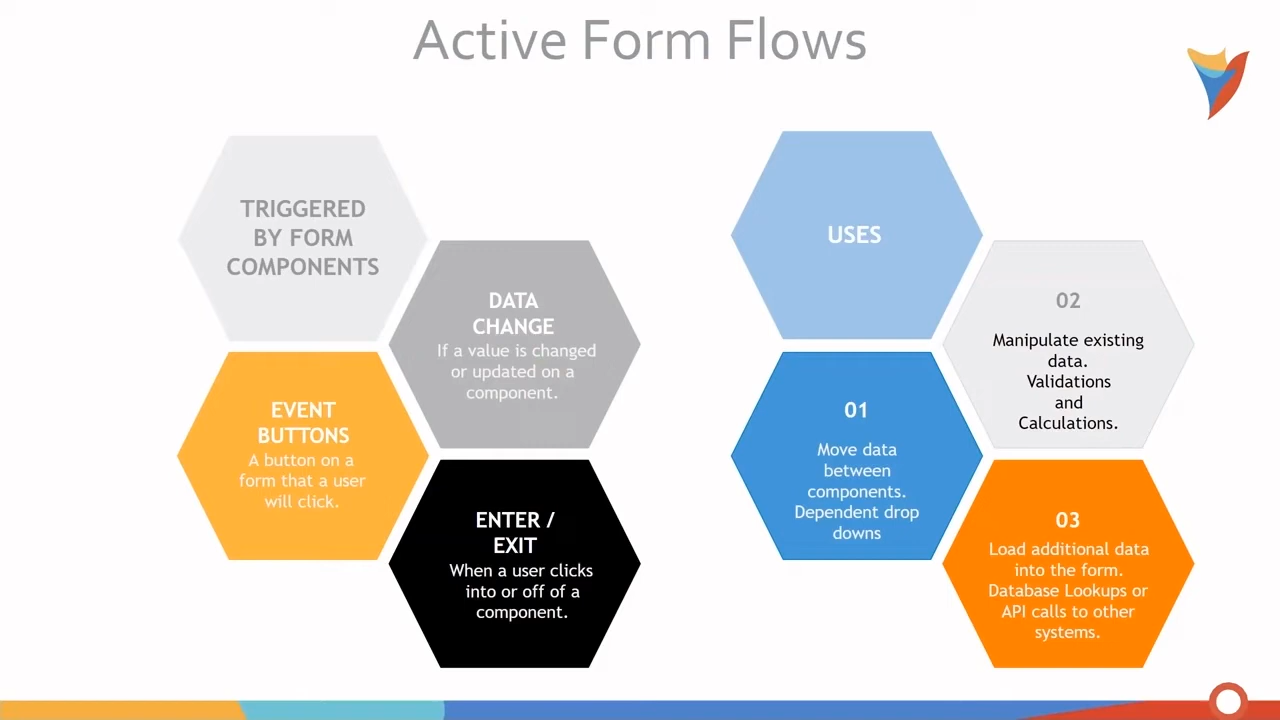 Active Form Flows
TRIGGERED
BY FORM
COMPONENTS
DATA
CHANGE
If a value is changed
or updated on a
component.
EVENT
BUTTONS
A button on a
form that a user
will click.
ENTER /
EXIT
When a user clicks
into or off of a
component.
USES
01
Move data
between
components.
Dependent drop
downs
02
Manipulate existing
data.
Validations
and
Calculations.
03
Load additional data
into the form.
Database Lookups or
API calls to other
systems.